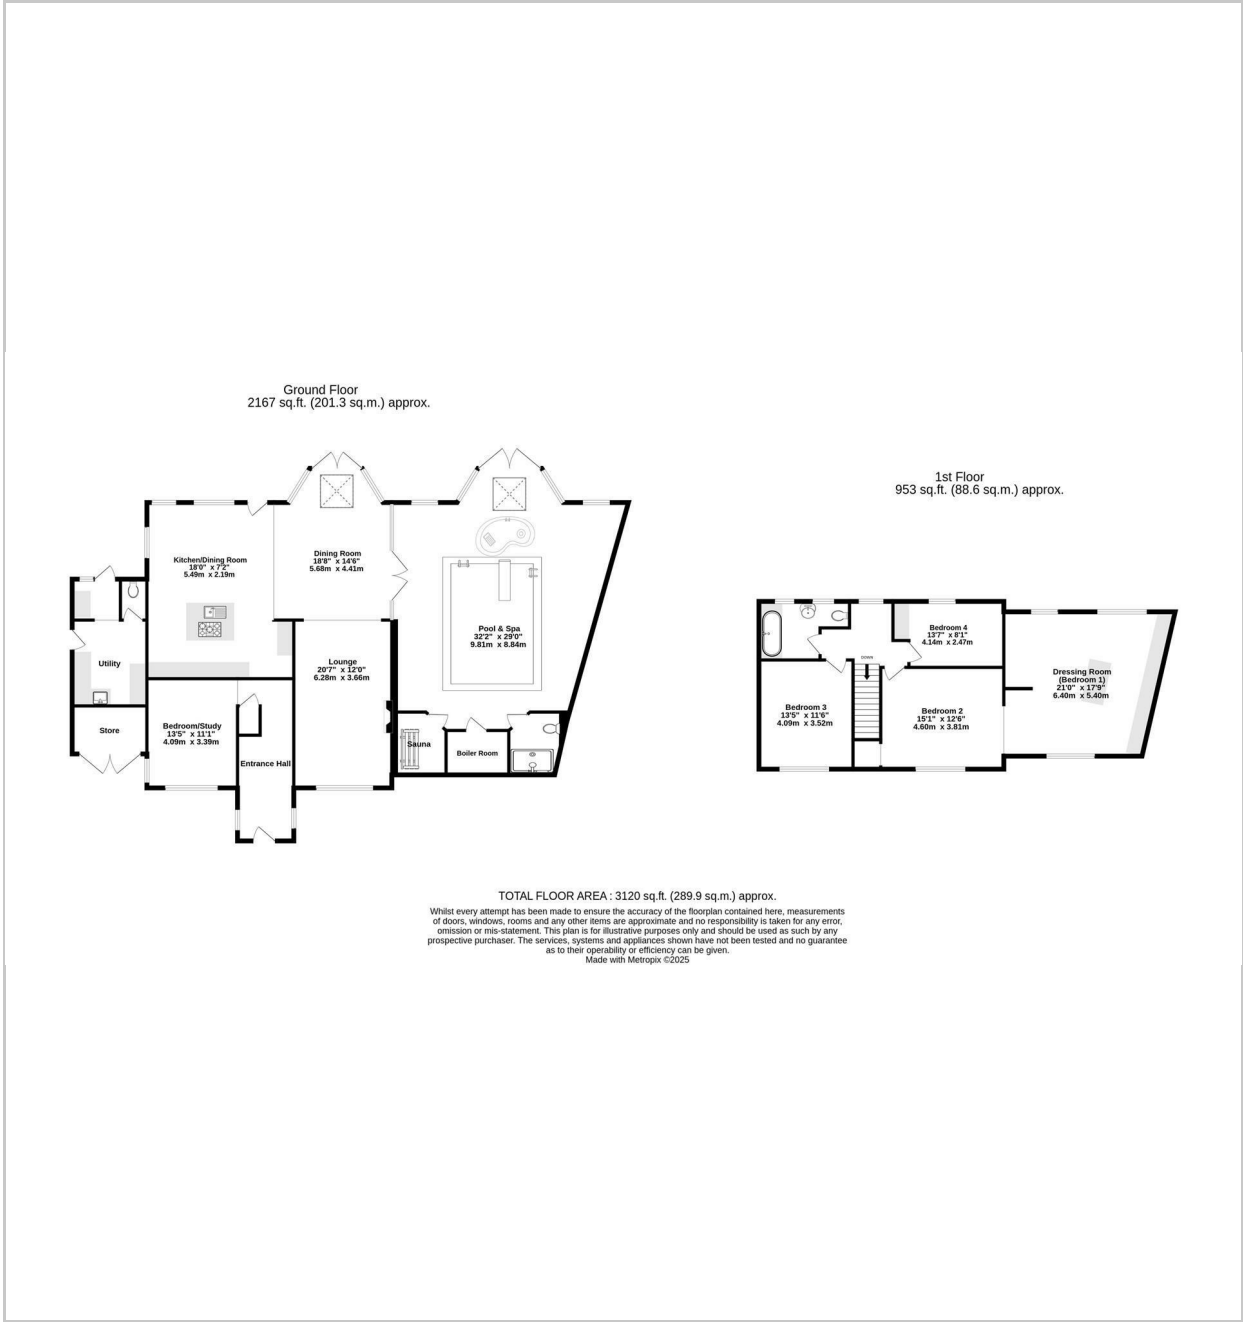 Ground Floor
2167 sq.ft. (201.3 sq.m.) approx.
Kitchen/Dining Room
18'0" x 7'2"
5.49m x 2.19m
Dining Room
18'8" x 14'6"
5.68m x 4.41m
Pool & Spa
32'2" x 29'0"
9.81m x 8.84m
Utility
Lounge
20'7" x 12'0"
6.28m x 3.66m
Store
Bedroom/Study
13'5" x 11'1"
4.09m x 3.39m
Entrance Hall
Sauna
Boiler Room
1st Floor
953 sq.ft. (88.6 sq.m.) approx.
Bedroom 4
13'7" x 8'1"
4.14m x 2.47m
DOWN
Dressing Room
(Bedroom 1)
21'0" x 17'9"
6.40m x 5.40m
Bedroom 3
13'5" x 11'6"
4.09m x 3.52m
Bedroom 2
15'1" x 12'6"
4.60m x 3.81m
TOTAL FLOOR AREA : 3120 sq.ft. (289.9 sq.m.) approx.
Whilst every attempt has been made to ensure the accuracy of the floorplan contained here, measurements
of doors, windows, rooms and any other items are approximate and no responsibility is taken for any error,
omission or mis-statement. This plan is for illustrative purposes only and should be used as such by any
prospective purchaser. The services, systems and appliances shown have not been tested and no guarantee
as to their operability or efficiency can be given.
Made with Metropix ©2025